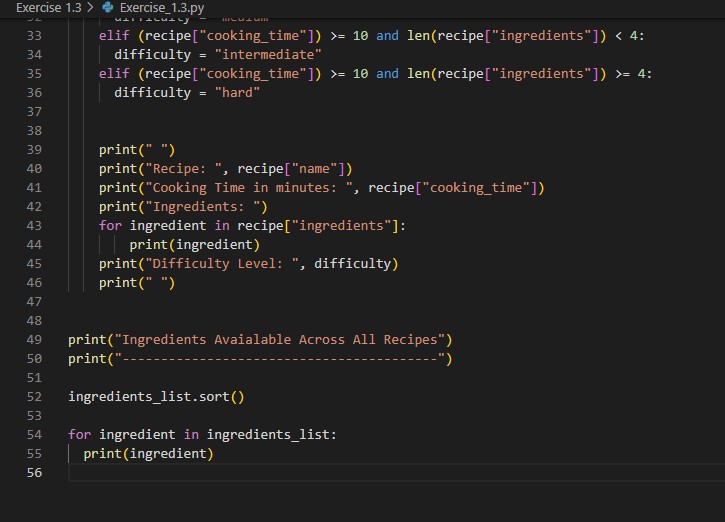 Exercise 1.3 > Exercise_1.3.py
32 difficulty = "medium"
33 elif (recipe["cooking_time"]) >= 10 and len(recipe["ingredients"]) < 4:
34 difficulty = "intermediate"
35 elif (recipe["cooking_time"]) >= 10 and len(recipe["ingredients"]) >= 4:
36 difficulty = "hard"
37
38
39 print(" ")
40 print("Recipe: ", recipe["name"])
41 print("Cooking Time in minutes: ", recipe["cooking_time"])
42 print("Ingredients: ")
43 for ingredient in recipe["ingredients"]:
44 print(ingredient)
45 print("Difficulty Level: ", difficulty)
46 print(" ")
47
48
49 print("Ingredients Avaialable Across All Recipes")
50 print("-----------------------------------------")
51
52 ingredients_list.sort()
53
54 for ingredient in ingredients_list:
55 print(ingredient)
56